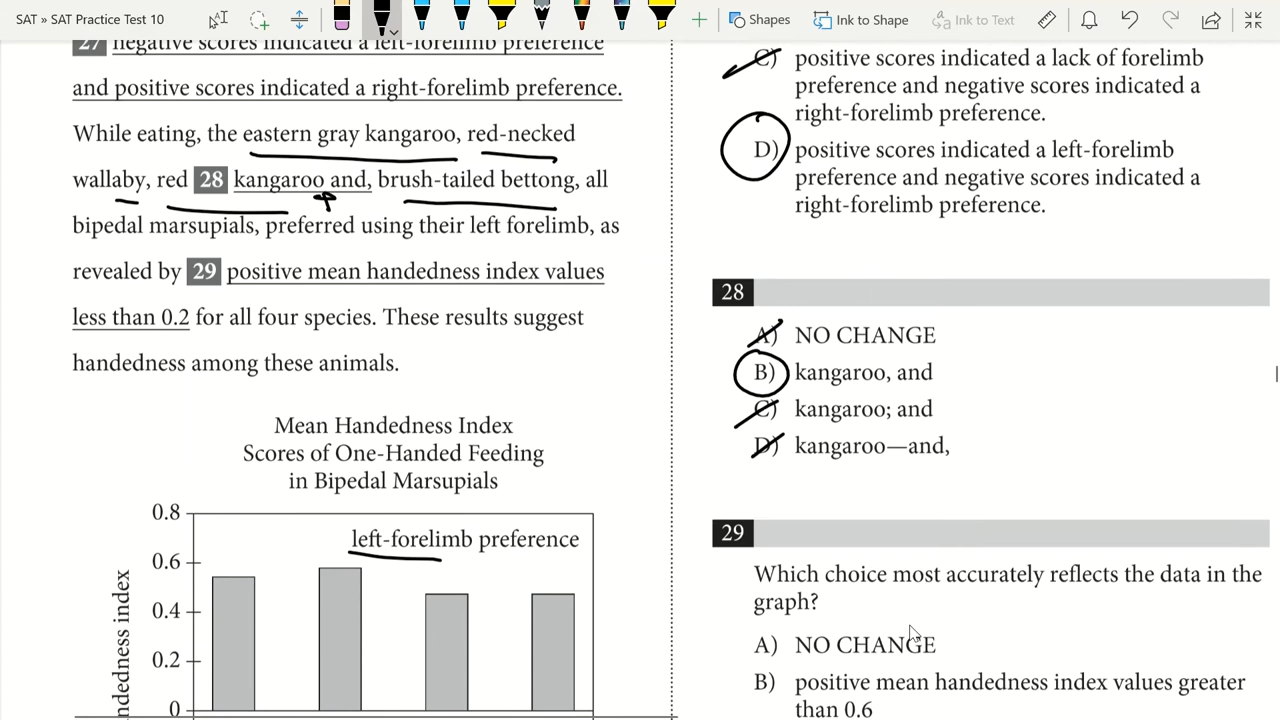 SAT » SAT Practice Test 10
Shapes
Ink to Shape
Ink to Text
27 negative scores indicated a left-forelimb preference
and positive scores indicated a right-forelimb preference.
While eating, the eastern gray kangaroo, red-necked
wallaby, red 28 kangaroo and, brush-tailed bettong, all
bipedal marsupials, preferred using their left forelimb, as
revealed by 29 positive mean handedness index values
less than 0.2 for all four species. These results suggest
handedness among these animals.
Mean Handedness Index
Scores of One-Handed Feeding
in Bipedal Marsupials
0.8
left-forelimb preference
0.6
0.4
0.2
0
ndedness index
C) positive scores indicated a lack of forelimb
preference and negative scores indicated a
right-forelimb preference.
D) positive scores indicated a left-forelimb
preference and negative scores indicated a
right-forelimb preference.
28
A) NO CHANGE
B) kangaroo, and
C) kangaroo; and
D) kangaroo—and,
29
Which choice most accurately reflects the data in the
graph?
A) NO CHANGE
B) positive mean handedness index values greater
than 0.6